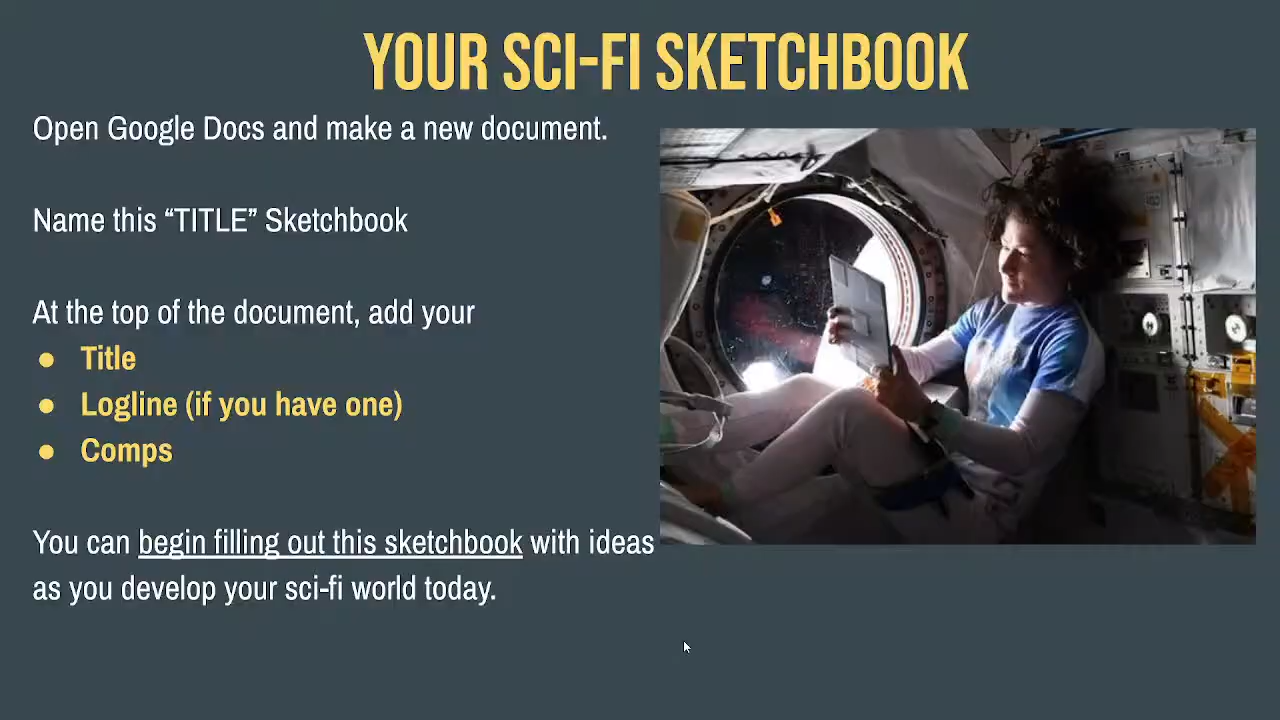 YOUR SCI-FI SKETCHBOOK
Open Google Docs and make a new document.
Name this “TITLE” Sketchbook
At the top of the document, add your
● Title
● Logline (if you have one)
● Comps
You can begin filling out this sketchbook with ideas
as you develop your sci-fi world today.